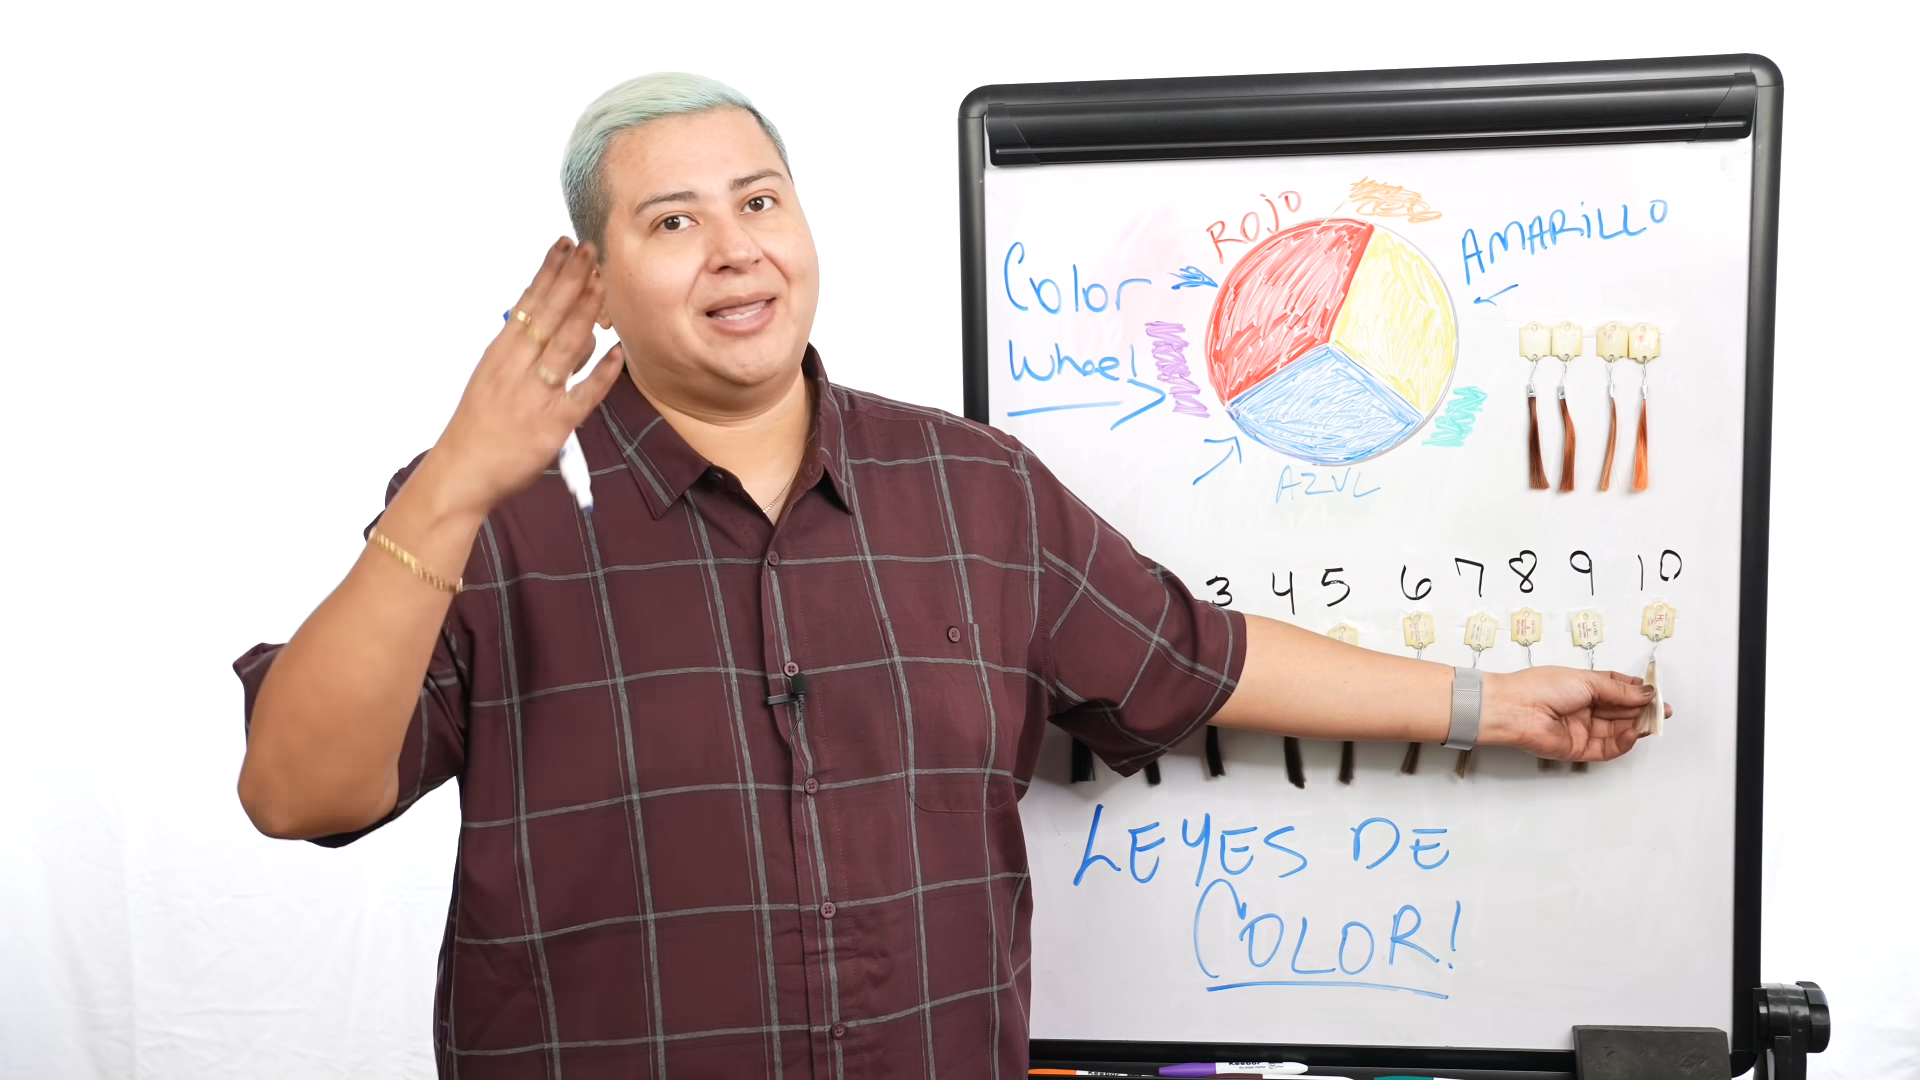 ROJO
AMARILLO
Color
Wheel
AZUL
3 4 5 6 7 8 9 10
LEYES DE
COLOR!